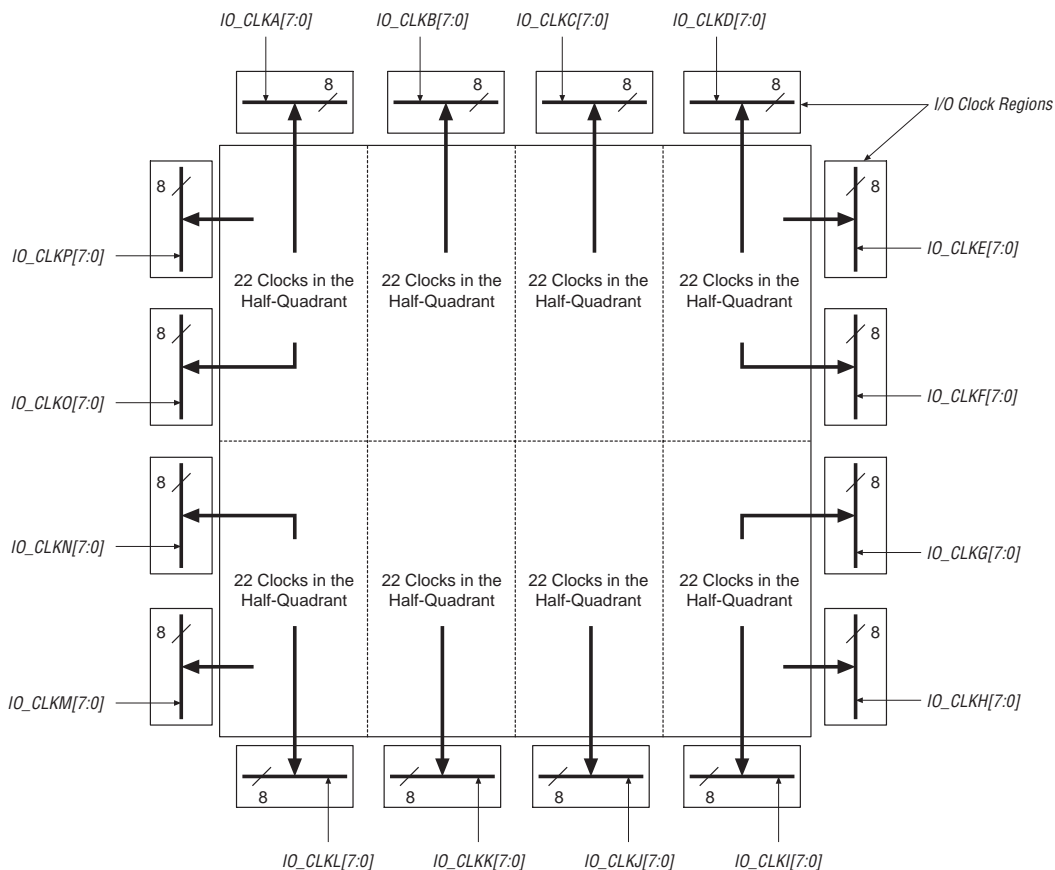 IO_CLKA[7:0] IO_CLKB[7:0] IO_CLKC[7:0] IO_CLKD[7:0]
8 8 8 8
I/O Clock Regions
8 8
IO_CLKP[7:0] IO_CLKE[7:0]
22 Clocks in the 22 Clocks in the 22 Clocks in the 22 Clocks in the
Half-Quadrant Half-Quadrant Half-Quadrant Half-Quadrant
8 8
IO_CLKO[7:0] IO_CLKF[7:0]
8 8
IO_CLKN[7:0] IO_CLKG[7:0]
22 Clocks in the 22 Clocks in the 22 Clocks in the 22 Clocks in the
Half-Quadrant Half-Quadrant Half-Quadrant Half-Quadrant
8 8
IO_CLKM[7:0] IO_CLKH[7:0]
8 8 8 8
IO_CLKL[7:0] IO_CLKK[7:0] IO_CLKJ[7:0] IO_CLKI[7:0]